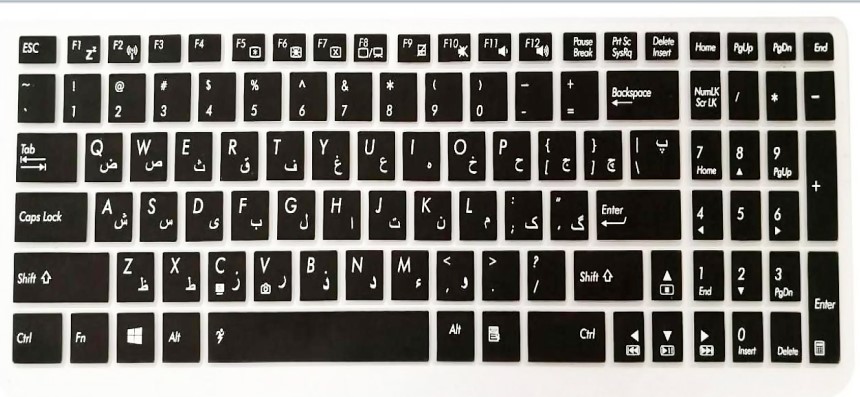 ESC F1 F2 F3 F4 F5 F6 F7 F8 F9 F10 F11 F12 Pause Break Prt Sc SysRq Delete Insert Home PgUp PgDn End
~ ` ! 1 @ 2 # 3 $ 4 % 5 ^ 6 & 7 * 8 ( 9 ) 0 - + = Backspace NumLK Scr LK / * -
Tab Q ض W ص E ث R ق T ف Y غ U ع I ه O خ P ح { [ ج } ] چ | \ پ 7 Home 8 9 PgUp +
Caps Lock A ش S س D ی F ب G ل H ا J ت K ن L م : ; ک " ' گ Enter 4 5 6
Shift Z ظ X ط C ز V ر B ذ N د M ء < , و > . ? / Shift 1 End 2 3 PgDn Enter
Ctrl Fn Alt Alt Ctrl 0 Insert Delete